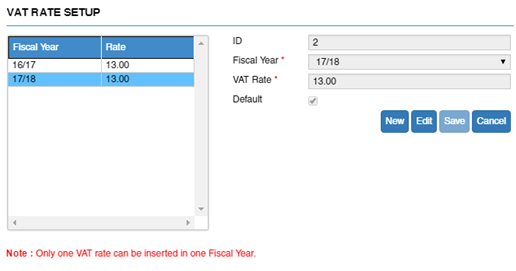 VAT RATE SETUP
Fiscal Year Rate
16/17 13.00
17/18 13.00
ID 2
Fiscal Year * 17/18
VAT Rate * 13.00
Default
New Edit Save Cancel
Note : Only one VAT rate can be inserted in one Fiscal Year.